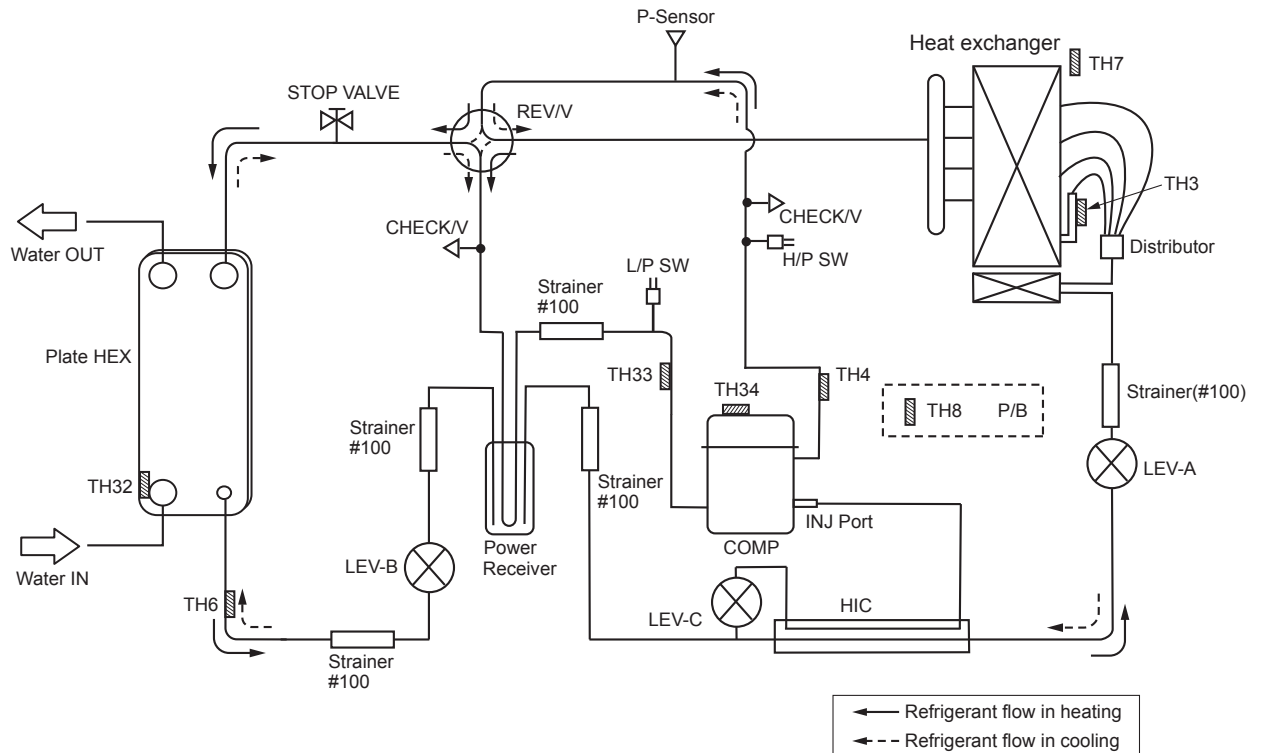 P-Sensor
Heat exchanger
TH7
STOP VALVE
REV/V
TH3
CHECK/V
CHECK/V
Water OUT
Distributor
H/P SW
L/P SW
Strainer
#100
Plate HEX
TH33
TH4
TH34
Strainer(#100)
TH8
P/B
Strainer
#100
Strainer
#100
LEV-A
TH32
INJ Port
COMP
Power
Receiver
LEV-B
Water IN
TH6
LEV-C
HIC
Strainer
#100
Refrigerant flow in heating
Refrigerant flow in cooling